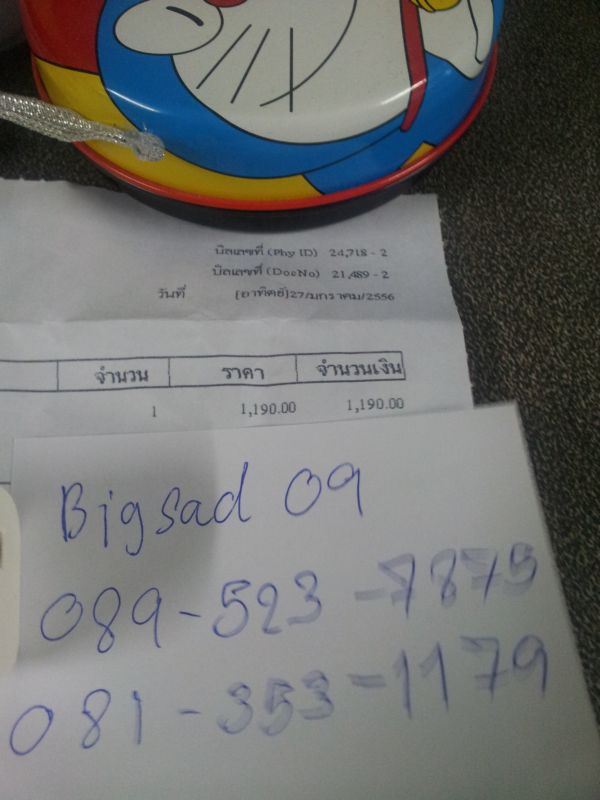 บิลเลขที่ (Phy ID) 24,718 - 2
บิลเลขที่ (DocNo) 21,489 - 2
วันที่ [อาทิตย์]27/มกราคม/2556
จำนวน ราคา จำนวนเงิน
1 1,190.00 1,190.00
Bigsad 09
089-523-7875
081-353-1179